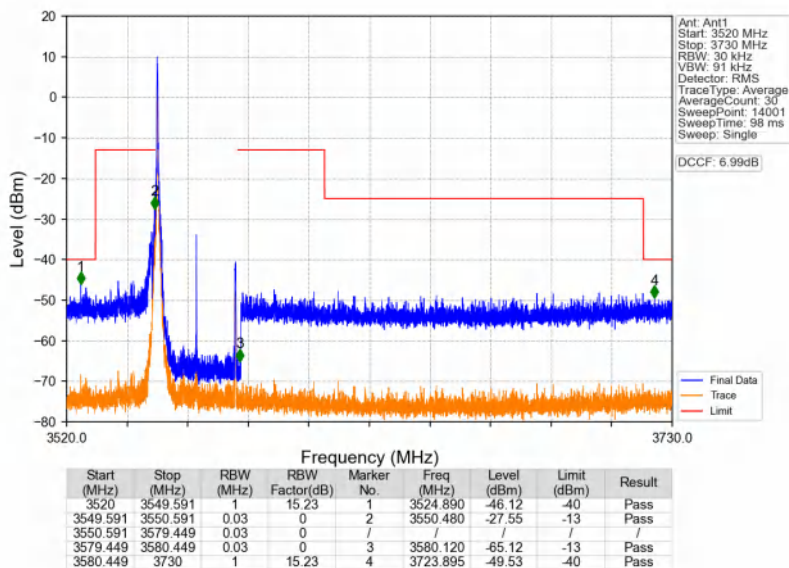 20
10
0
−10
−20
−30
−40
−50
−60
−70
−80
Level (dBm)
1
2
3
4
3520.0
3730.0
Frequency (MHz)
Ant: Ant1
Start: 3520 MHz
Stop: 3730 MHz
RBW: 30 kHz
VBW: 91 kHz
Detector: RMS
TraceType: Average
AverageCount: 30
SweepPoint: 14001
SweepTime: 98 ms
Sweep: Single
DCCF: 6.99dB
Final Data
Trace
Limit
Start (MHz) Stop (MHz) RBW (MHz) RBW Factor(dB) Marker No. Freq (MHz) Level (dBm) Limit (dBm) Result
3520 3549.591 1 15.23 1 3524.890 -46.12 -40 Pass
3549.591 3550.591 0.03 0 2 3550.480 -27.55 -13 Pass
3550.591 3579.449 0.03 0 / / / / /
3579.449 3580.449 0.03 0 3 3580.120 -65.12 -13 Pass
3580.449 3730 1 15.23 4 3723.895 -49.53 -40 Pass